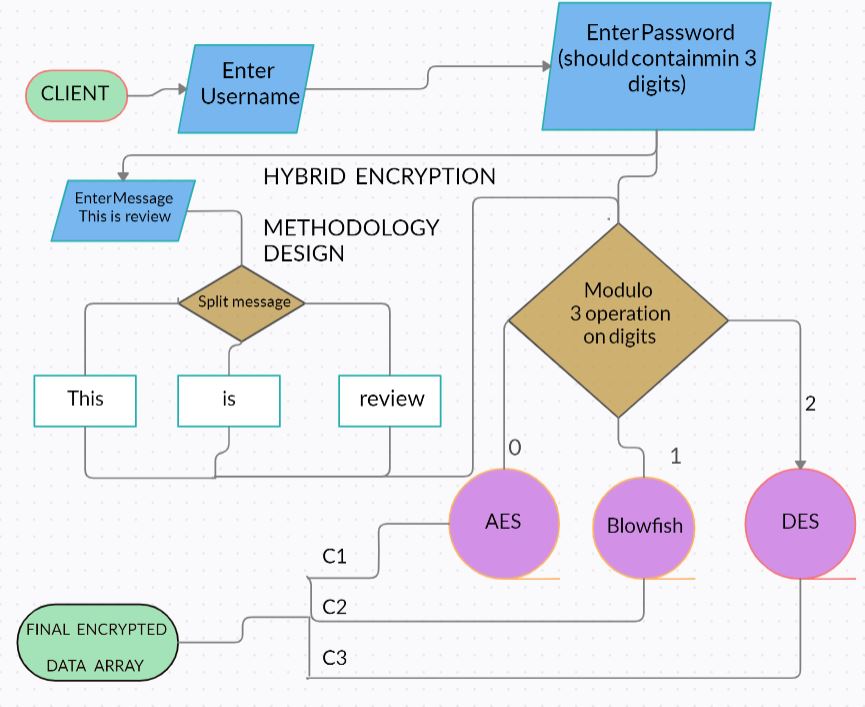 CLIENT
Enter
Username
EnterPassword
(should containmin 3
digits)
EnterMessage
This is review
HYBRID ENCRYPTION
METHODOLOGY
DESIGN
Split message
This
is
review
Modulo
3 operation
on digits
0
1
2
AES
Blowfish
DES
C1
C2
C3
FINAL ENCRYPTED
DATA ARRAY